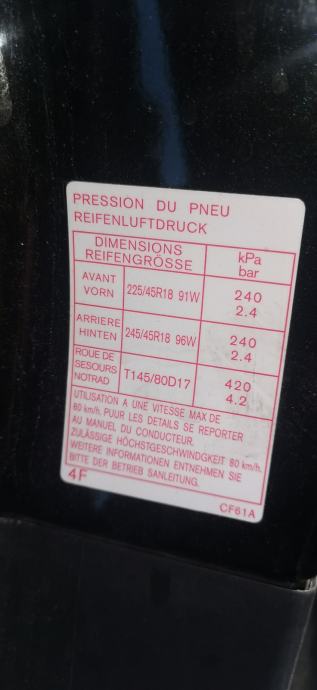 PRESSION DU PNEU
REIFENLUFTDRUCK
DIMENSIONS
REIFENGRÖSSE
kPa
bar
AVANT
VORN
225/45R18 91W
240
2.4
ARRIERE
HINTEN
245/45R18 96W
240
2.4
ROUE DE
SESOURS
NOTRAD
T145/80D17
420
4.2
UTILISATION A UNE VITESSE MAX DE
80 km/h. PUUR LES DETAILS SE REPORTER
AU MANUEL DU CONDUCTEUR.
ZULÄSSIGE HÖCHSTGESCHWINDGKEIT 80 km/h.
WEITERE INFORMATIONEN ENTNEHMEN SIE
BITTE DER BETRIEB SANLEITUNG.
4F
CF61A